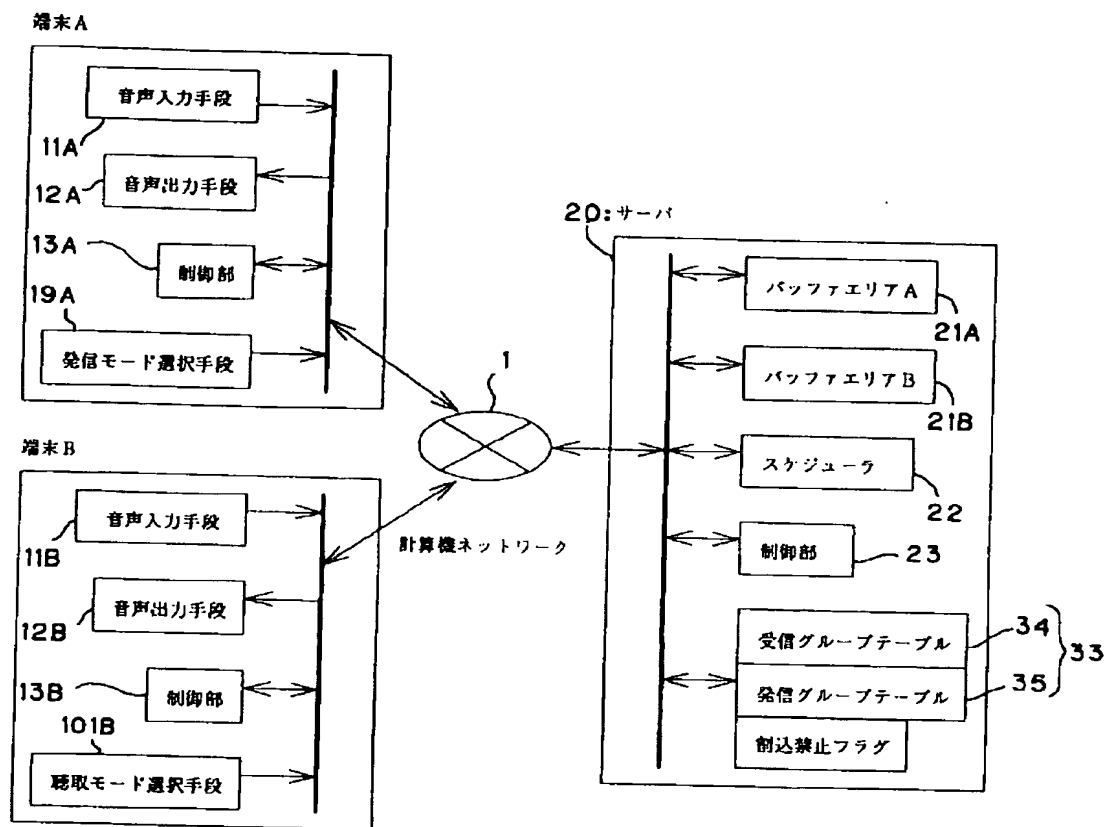 端末A
音声入力手段
11A
音声出力手段
12A
13A
制御部
19A
発信モード選択手段
端末B
音声入力手段
11B
音声出力手段
12B
制御部
13B
101B
聴取モード選択手段
1
計算機ネットワーク
20:サーバ
バッファエリアA
21A
バッファエリアB
21B
スケジューラ
22
制御部
23
受信グループテーブル
34
33
発信グループテーブル
35
割込禁止フラグ